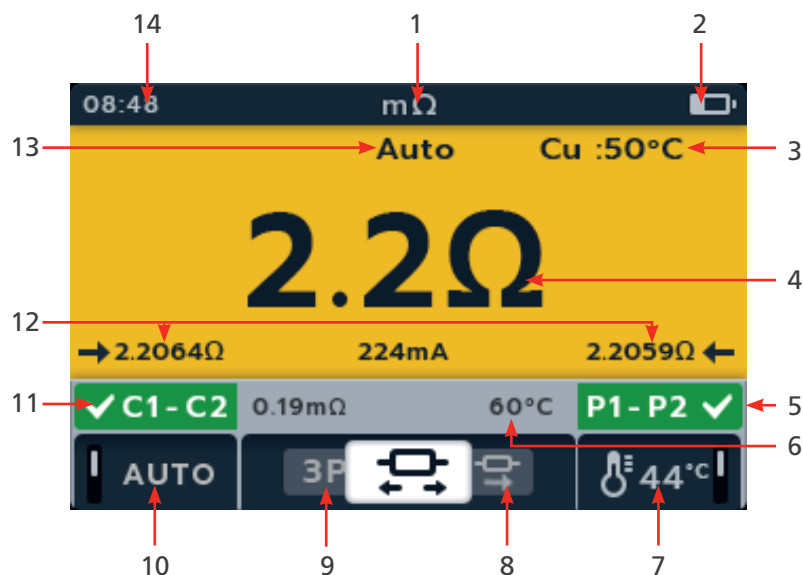 14 1 2
08:48 mΩ
13 Auto Cu :50°C 3
2.2Ω 4
12
2.2064Ω 224mA 2.2059Ω
11 C1-C2 0.19mΩ 60°C P1-P2 5
6
AUTO 3P 44°C
10 9 8 7